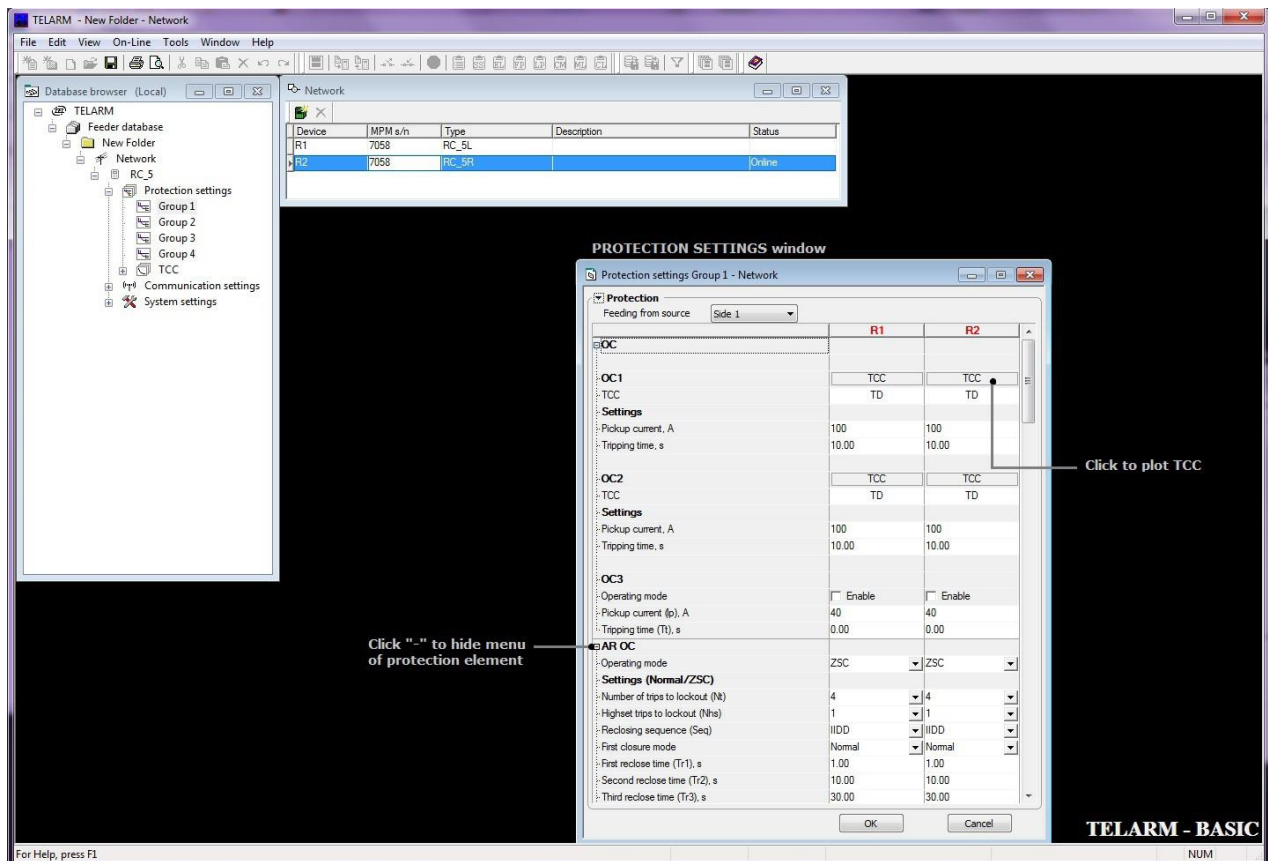 TELARM - New Folder - Network
File Edit View On-Line Tools Window Help
Database browser (Local)
TELARM
Feeder database
New Folder
Network
RC_5
Protection settings
Group 1
Group 2
Group 3
Group 4
TCC
Communication settings
System settings
Network
Device MPM s/n Type Description Status
R1 7058 RC_5L
R2 7058 RC_5R Online
PROTECTION SETTINGS window
Protection settings Group 1 - Network
Protection
Feeding from source Side 1
R1 R2
OC
OC1 TCC TCC
TCC TD TD
Settings
Pickup current, A 100 100
Tripping time, s 10.00 10.00
Click to plot TCC
OC2 TCC TCC
TCC TD TD
Settings
Pickup current, A 100 100
Tripping time, s 10.00 10.00
OC3
Operating mode Enable Enable
Pickup current (Ip), A 40 40
Tripping time (Tt), s 0.00 0.00
Click "-" to hide menu
of protection element
AR OC
Operating mode ZSC ZSC
Settings (Normal/ZSC)
Number of trips to lockout (Nt) 4 4
Highset trips to lockout (Nhs) 1 1
Reclosing sequence (Seq) IIDD IIDD
First closure mode Normal Normal
First reclose time (Tr1), s 1.00 1.00
Second reclose time (Tr2), s 10.00 10.00
Third reclose time (Tr3), s 30.00 30.00
OK Cancel
TELARM - BASIC
For Help, press F1 NUM